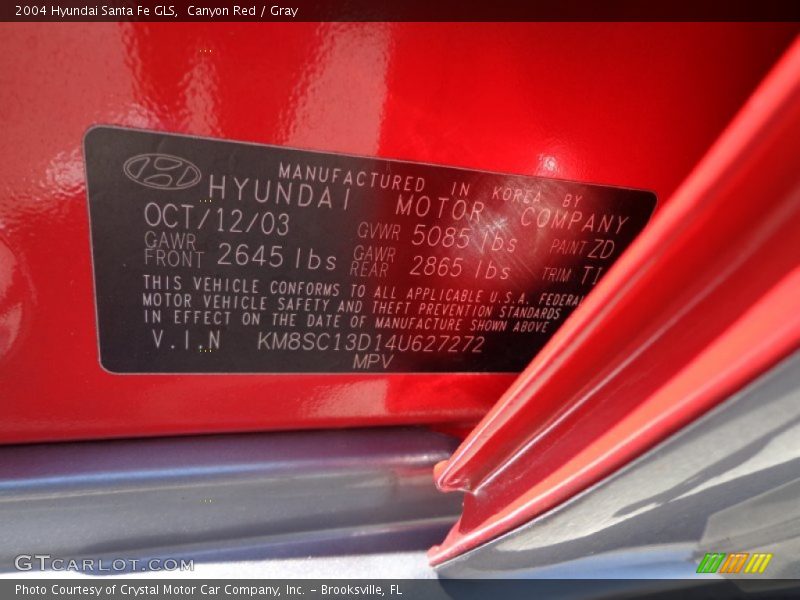 2004 Hyundai Santa Fe GLS,  Canyon Red / Gray
MANUFACTURED IN KOREA BY
HYUNDAI MOTOR COMPANY
OCT/12/03 GVWR 5085 lbs PAINT ZD
GAWR FRONT 2645 lbs GAWR REAR 2865 lbs TRIM TI
THIS VEHICLE CONFORMS TO ALL APPLICABLE U.S.A. FEDERAL
MOTOR VEHICLE SAFETY AND THEFT PREVENTION STANDARDS
IN EFFECT ON THE DATE OF MANUFACTURE SHOWN ABOVE
V.I.N KM8SC13D14U627272
MPV
GTCARLOT.COM
Photo Courtesy of Crystal Motor Car Company, Inc. – Brooksville, FL